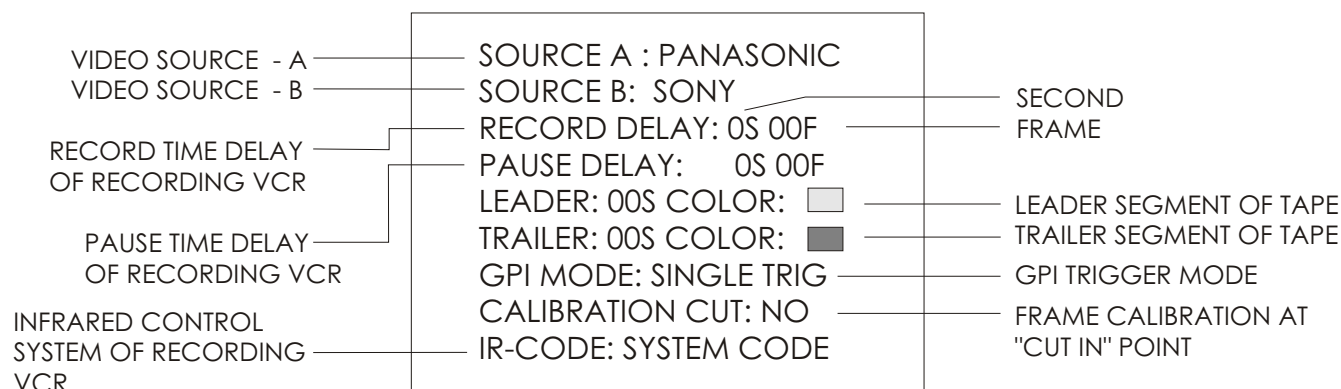 VIDEO SOURCE - A
VIDEO SOURCE - B
RECORD TIME DELAY
OF RECORDING VCR
PAUSE TIME DELAY
OF RECORDING VCR
INFRARED CONTROL
SYSTEM OF RECORDING
VCR
SOURCE A : PANASONIC
SOURCE B: SONY
RECORD DELAY: 0S 00F
PAUSE DELAY: 0S 00F
LEADER: 00S COLOR:
TRAILER: 00S COLOR:
GPI MODE: SINGLE TRIG
CALIBRATION CUT: NO
IR-CODE: SYSTEM CODE
SECOND
FRAME
LEADER SEGMENT OF TAPE
TRAILER SEGMENT OF TAPE
GPI TRIGGER MODE
FRAME CALIBRATION AT
"CUT IN" POINT